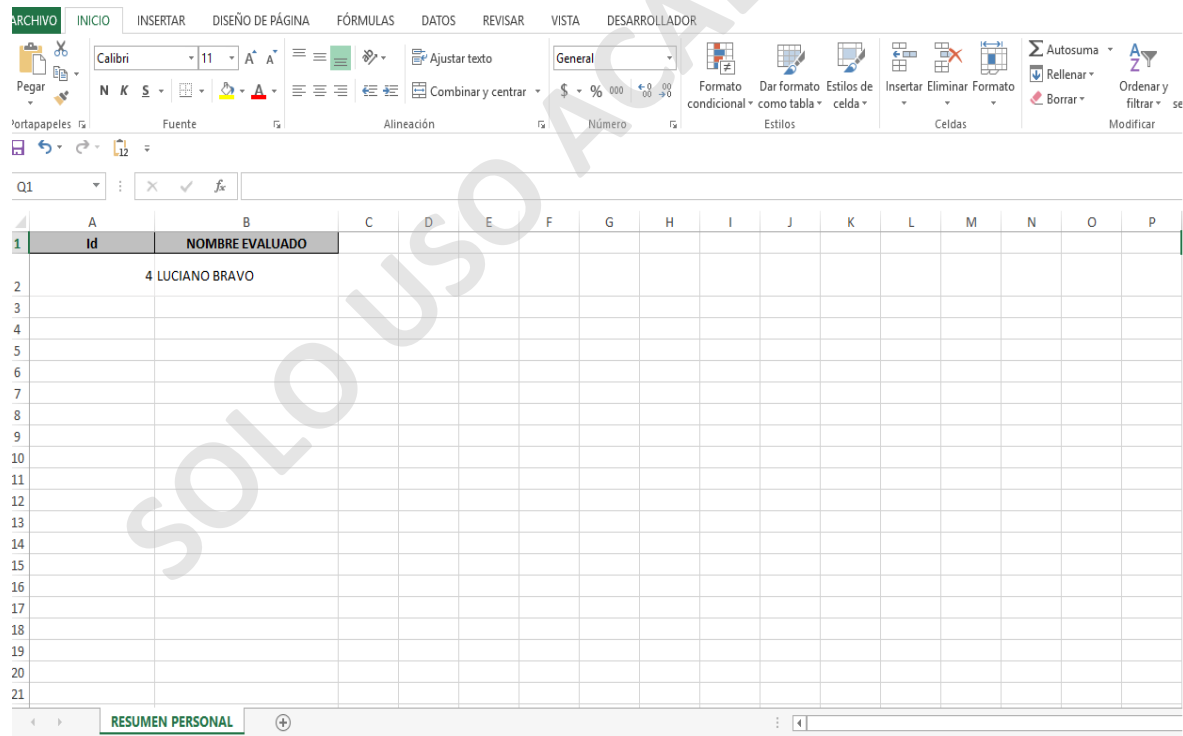 ARCHIVO INICIO INSERTAR DISEÑO DE PÁGINA FÓRMULAS DATOS REVISAR VISTA DESARROLLADOR
Calibri 11 A A Ajustar texto General Autosuma
Rellenar
Pegar N K S A Combinar y centrar $ % 000 Formato Dar formato Estilos de Insertar Eliminar Formato Ordenar y
condicional como tabla celda Borrar filtrar se
Portapapeles Fuente Alineación Número Estilos Celdas Modificar
12
Q1 fx
A B C D E F G H I J K L M N O P
1 Id NOMBRE EVALUADO
2 4 LUCIANO BRAVO
3
4
5
6
7
8
9
10
11
12
13
14
15
16
17
18
19
20
21
RESUMEN PERSONAL
SOLO USO ACA